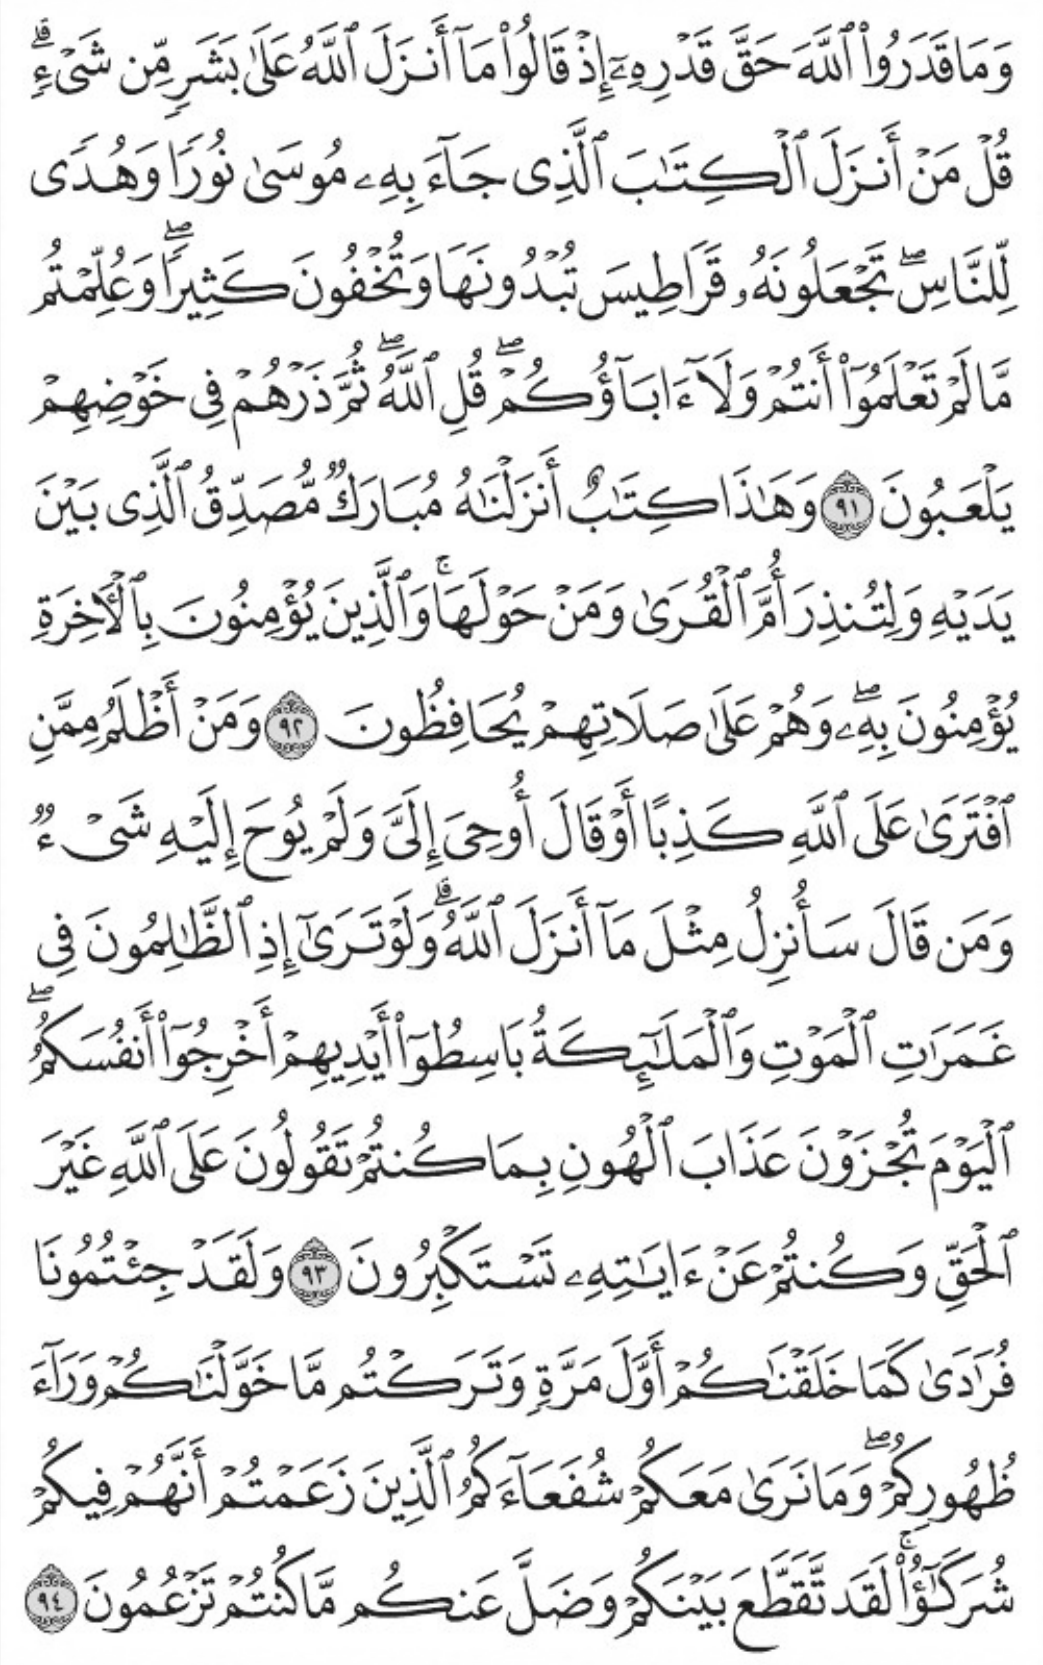 وَمَا قَدَرُوا۟ ٱللَّهَ حَقَّ قَدْرِهِۦٓ إِذْ قَالُوا۟ مَآ أَنزَلَ ٱللَّهُ عَلَىٰ بَشَرٍ مِّن شَىْءٍ ۗ
قُلْ مَنْ أَنزَلَ ٱلْكِتَـٰبَ ٱلَّذِى جَآءَ بِهِۦ مُوسَىٰ نُورًا وَهُدًى
لِّلنَّاسِ ۖ تَجْعَلُونَهُۥ قَرَاطِيسَ تُبْدُونَهَا وَتُخْفُونَ كَثِيرًا ۖ وَعُلِّمْتُم
مَّا لَمْ تَعْلَمُوٓا۟ أَنتُمْ وَلَآ ءَابَآؤُكُمْ ۖ قُلِ ٱللَّهُ ۖ ثُمَّ ذَرْهُمْ فِى خَوْضِهِمْ
يَلْعَبُونَ ٩١ وَهَـٰذَا كِتَـٰبٌ أَنزَلْنَـٰهُ مُبَارَكٌ مُّصَدِّقُ ٱلَّذِى بَيْنَ
يَدَيْهِ وَلِتُنذِرَ أُمَّ ٱلْقُرَىٰ وَمَنْ حَوْلَهَا ۚ وَٱلَّذِينَ يُؤْمِنُونَ بِٱلْـَٔاخِرَةِ
يُؤْمِنُونَ بِهِۦ ۖ وَهُمْ عَلَىٰ صَلَاتِهِمْ يُحَافِظُونَ ٩٢ وَمَنْ أَظْلَمُ مِمَّنِ
ٱفْتَرَىٰ عَلَى ٱللَّهِ كَذِبًا أَوْ قَالَ أُوحِىَ إِلَىَّ وَلَمْ يُوحَ إِلَيْهِ شَىْءٌ
وَمَن قَالَ سَأُنزِلُ مِثْلَ مَآ أَنزَلَ ٱللَّهُ ۗ وَلَوْ تَرَىٰٓ إِذِ ٱلظَّـٰلِمُونَ فِى
غَمَرَٰتِ ٱلْمَوْتِ وَٱلْمَلَـٰٓئِكَةُ بَاسِطُوٓا۟ أَيْدِيهِمْ أَخْرِجُوٓا۟ أَنفُسَكُمُ ۖ
ٱلْيَوْمَ تُجْزَوْنَ عَذَابَ ٱلْهُونِ بِمَا كُنتُمْ تَقُولُونَ عَلَى ٱللَّهِ غَيْرَ
ٱلْحَقِّ وَكُنتُمْ عَنْ ءَايَـٰتِهِۦ تَسْتَكْبِرُونَ ٩٣ وَلَقَدْ جِئْتُمُونَا
فُرَٰدَىٰ كَمَا خَلَقْنَـٰكُمْ أَوَّلَ مَرَّةٍ وَتَرَكْتُم مَّا خَوَّلْنَـٰكُمْ وَرَآءَ
ظُهُورِكُمْ ۖ وَمَا نَرَىٰ مَعَكُمْ شُفَعَآءَكُمُ ٱلَّذِينَ زَعَمْتُمْ أَنَّهُمْ فِيكُمْ
شُرَكَـٰٓؤُا۟ ۚ لَقَد تَّقَطَّعَ بَيْنَكُمْ وَضَلَّ عَنكُم مَّا كُنتُمْ تَزْعُمُونَ ٩٤